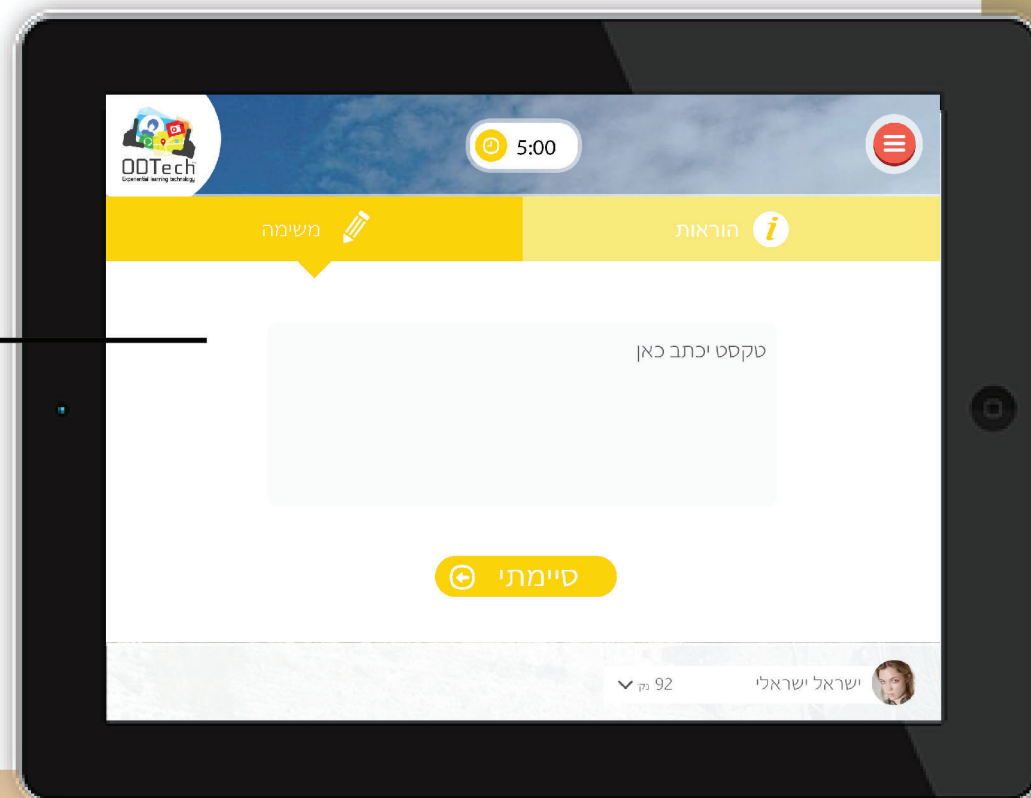 ODTech
Experiential learning technology
5:00
הוראות
משימה
טקסט יכתב כאן
סיימתי
ישראל ישראלי
92 נק